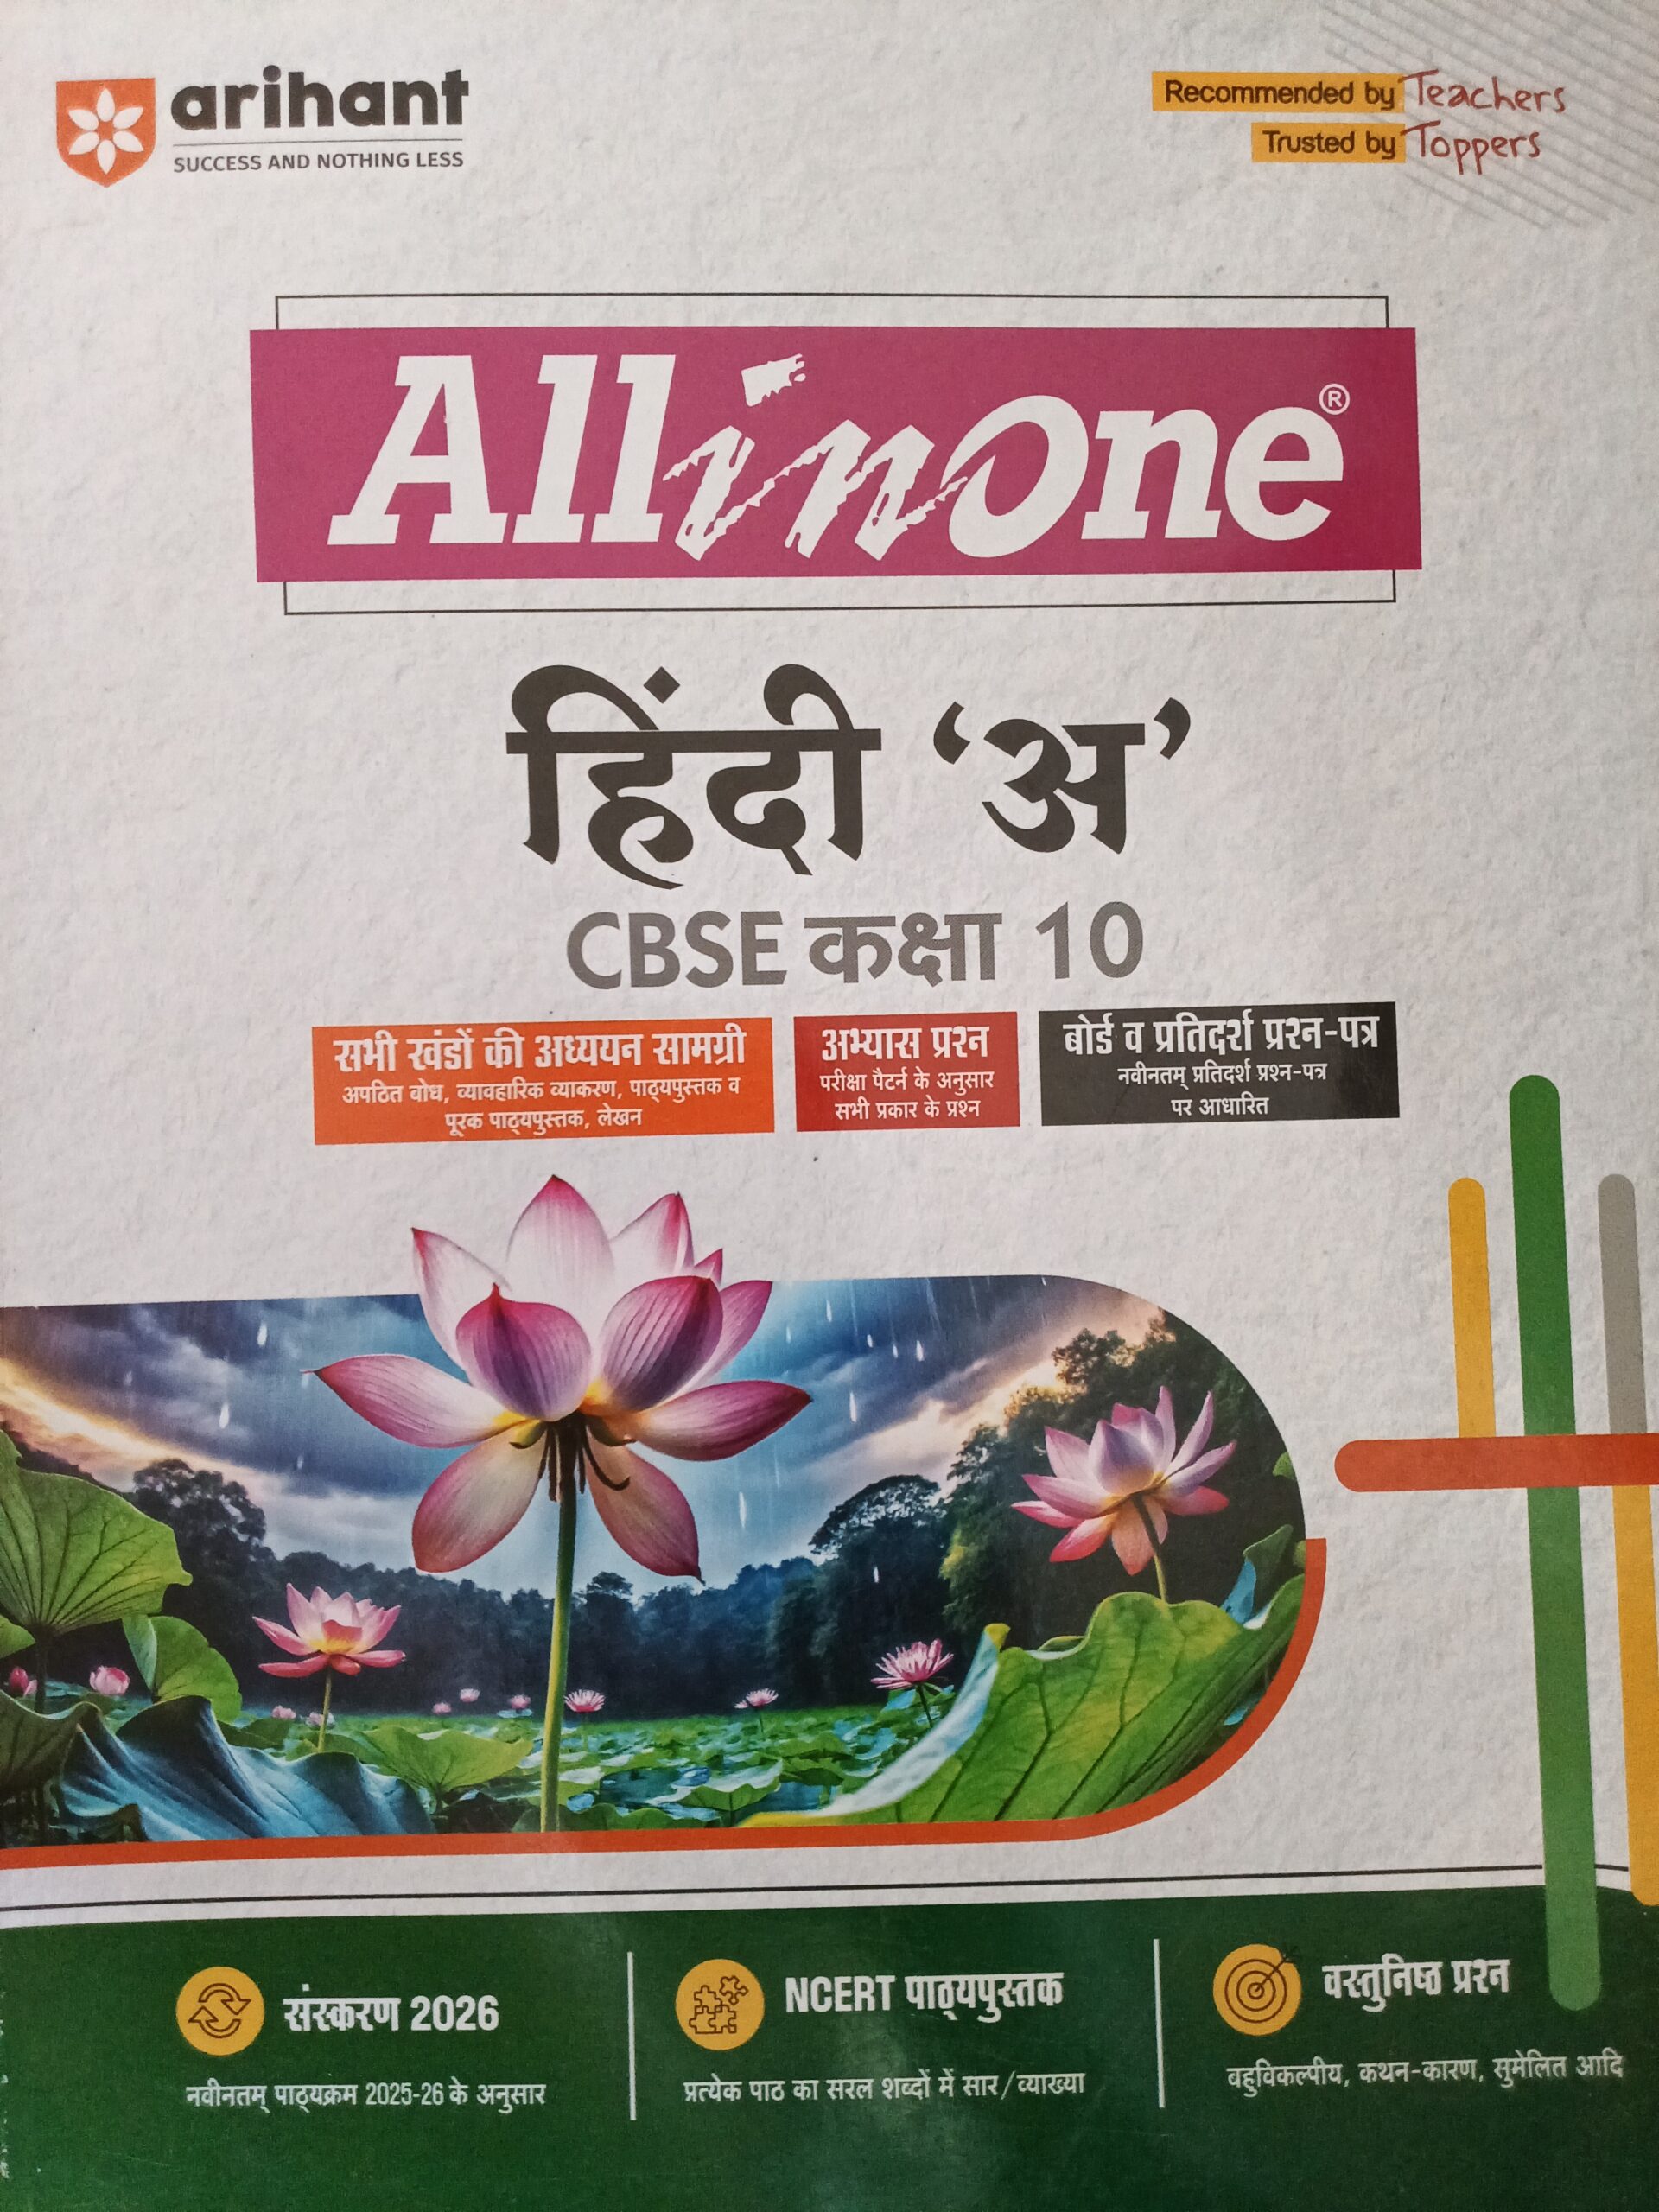 arihant
SUCCESS AND NOTHING LESS
Recommended by Teachers
Trusted by Toppers
All in one®
हिंदी ‘अ’
CBSE कक्षा 10
सभी खंडों की अध्ययन सामग्री
अपठित बोध, व्यावहारिक व्याकरण, पाठ्यपुस्तक व
पूरक पाठ्यपुस्तक, लेखन
अभ्यास प्रश्न
परीक्षा पैटर्न के अनुसार
सभी प्रकार के प्रश्न
बोर्ड व प्रतिदर्श प्रश्न-पत्र
नवीनतम् प्रतिदर्श प्रश्न-पत्र
पर आधारित
संस्करण 2026
नवीनतम् पाठ्यक्रम 2025-26 के अनुसार
NCERT पाठ्यपुस्तक
प्रत्येक पाठ का सरल शब्दों में सार/व्याख्या
वस्तुनिष्ठ प्रश्न
बहुविकल्पीय, कथन-कारण, सुमेलित आदि